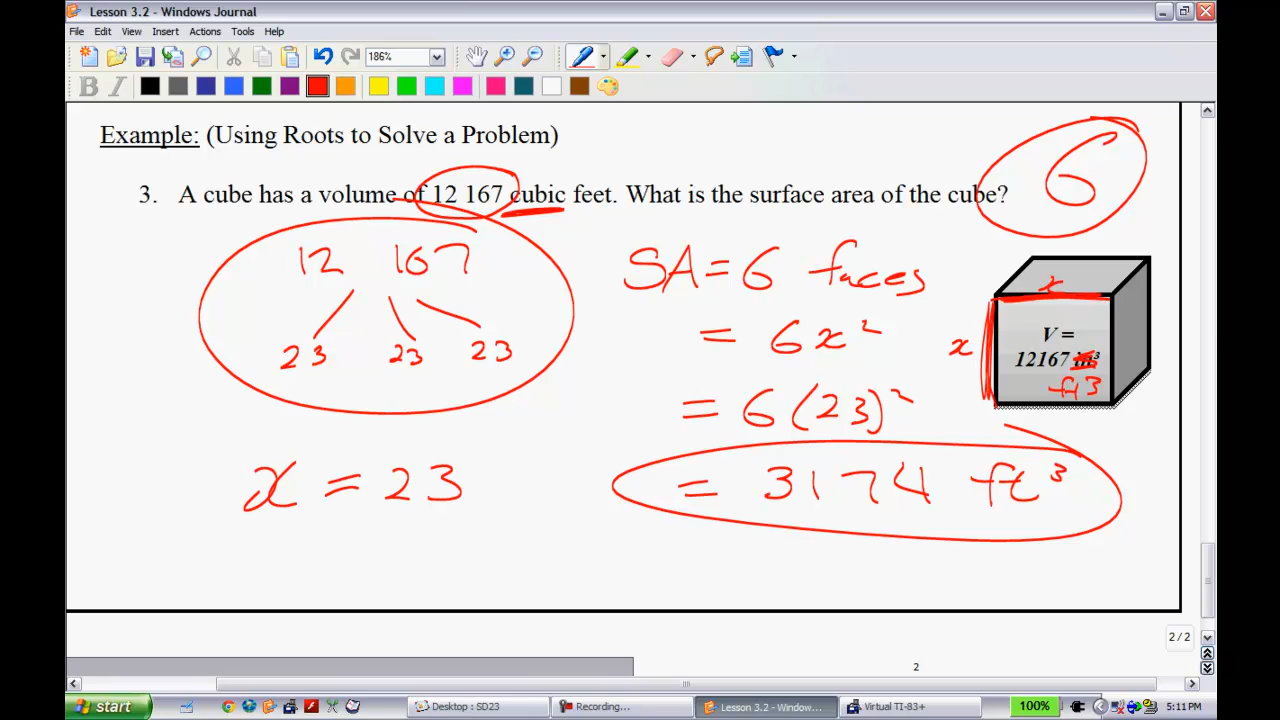 Lesson 3.2 - Windows Journal
File Edit View Insert Actions Tools Help
186%
B I
Example: (Using Roots to Solve a Problem)
6
3. A cube has a volume of 12 167 cubic feet. What is the surface area of the cube?
12 167
23 23 23
x = 23
SA = 6 faces
= 6x²
= 6(23)²
= 3174 ft³
x
x
V =
12167 in³
ft3
2/2
2
start
Desktop : SD23
Recording...
Lesson 3.2 - Window...
Virtual TI-83+
100%
5:11 PM